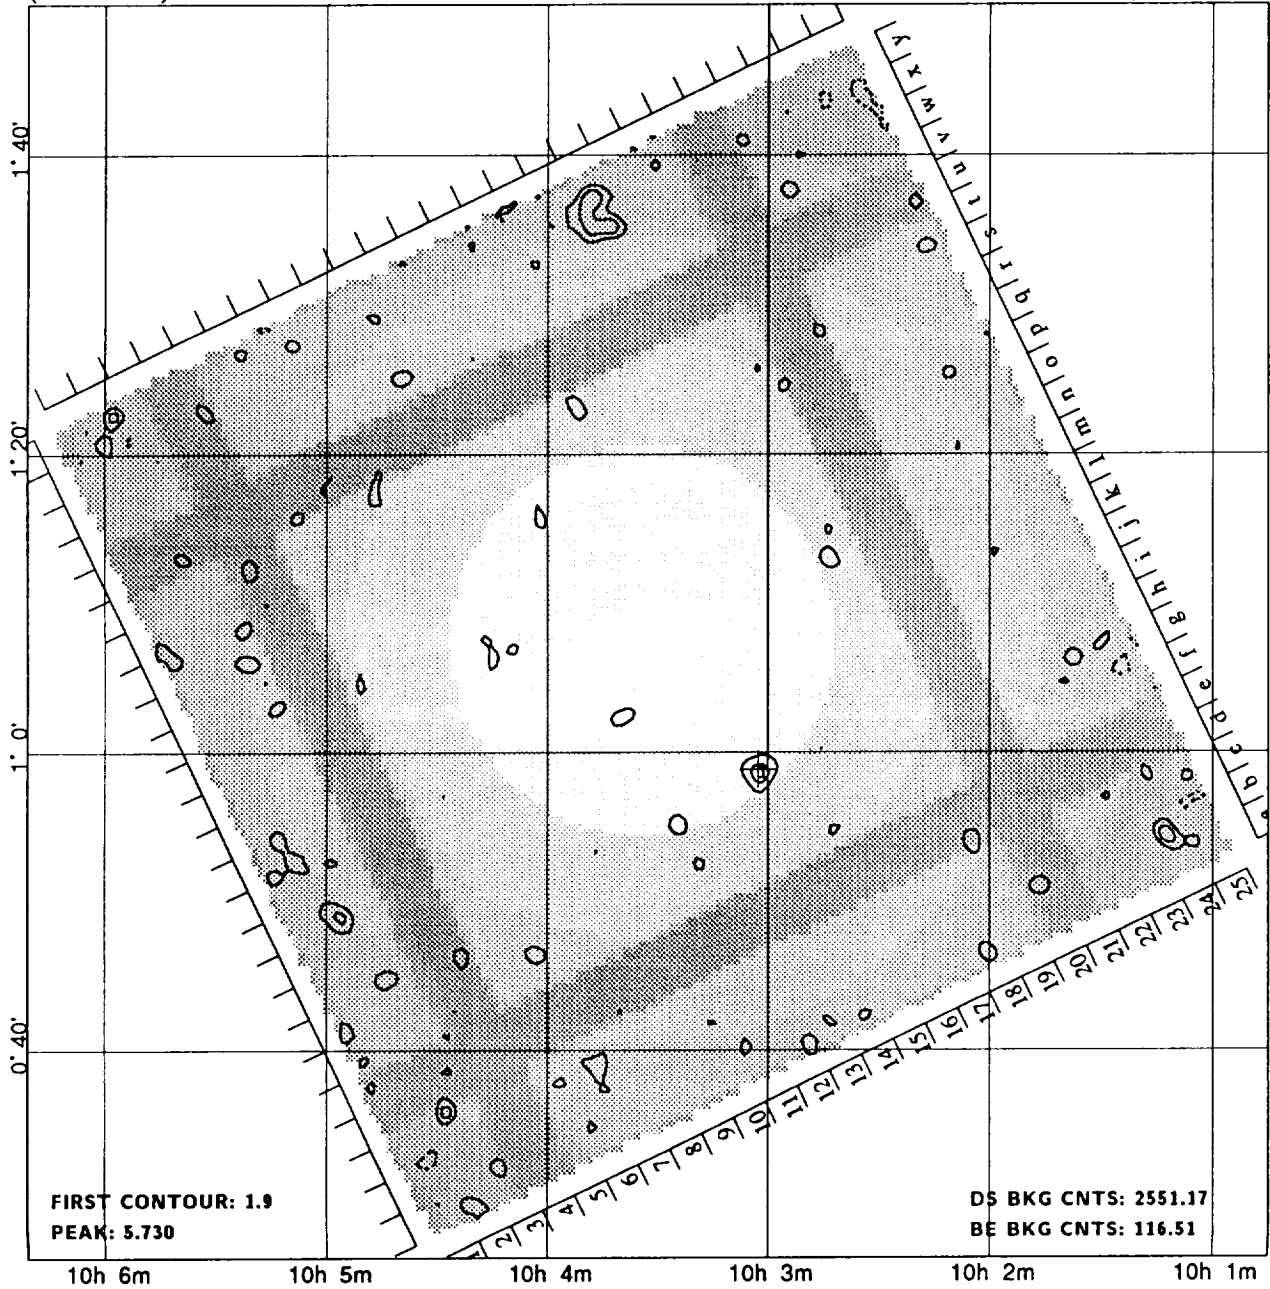 1° 40'
1° 20'
1° 0'
0° 40'
y x w v u t s r q p o n m l k j i h g f e d c b
2 3 4 5 6 7 8 9 10 11 12 13 14 15 16 17 18 19 20 21 22 23 24 25
FIRST CONTOUR: 1.9
PEAK: 5.730
DS BKG CNTS: 2551.17
BE BKG CNTS: 116.51
10h 6m 10h 5m 10h 4m 10h 3m 10h 2m 10h 1m